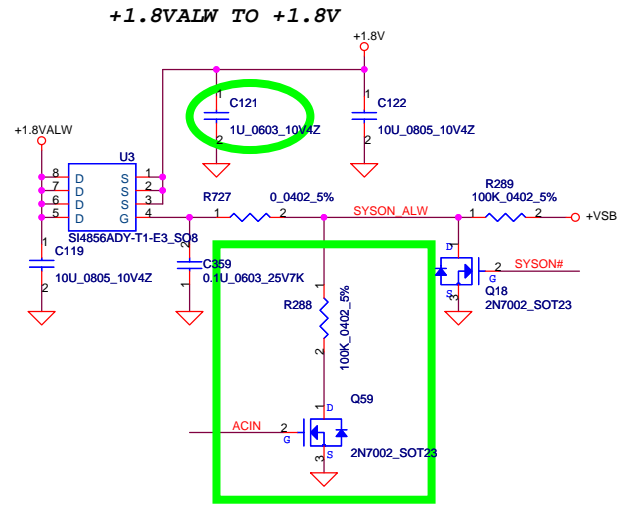 +1.8VALW TO +1.8V
+1.8V
1
C121
1U_0603_10V4Z
2
1
C122
10U_0805_10V4Z
2
+1.8VALW
U3
8 D S 1
7 D S 2
6 D S 3
5 D G 4
SI4856ADY-T1-E3_SO8
R727 0_0402_5%
1 2
SYSON_ALW
R289
100K_0402_5%
1 2
+VSB
1
C119
10U_0805_10V4Z
2
2
C359
0.1U_0603_25V7K
1
1
D
SYSON#
2
G
Q18
S
3
2N7002_SOT23
1
R288
100K_0402_5%
2
Q59
1
D
ACIN
2
G
S
3
2N7002_SOT23